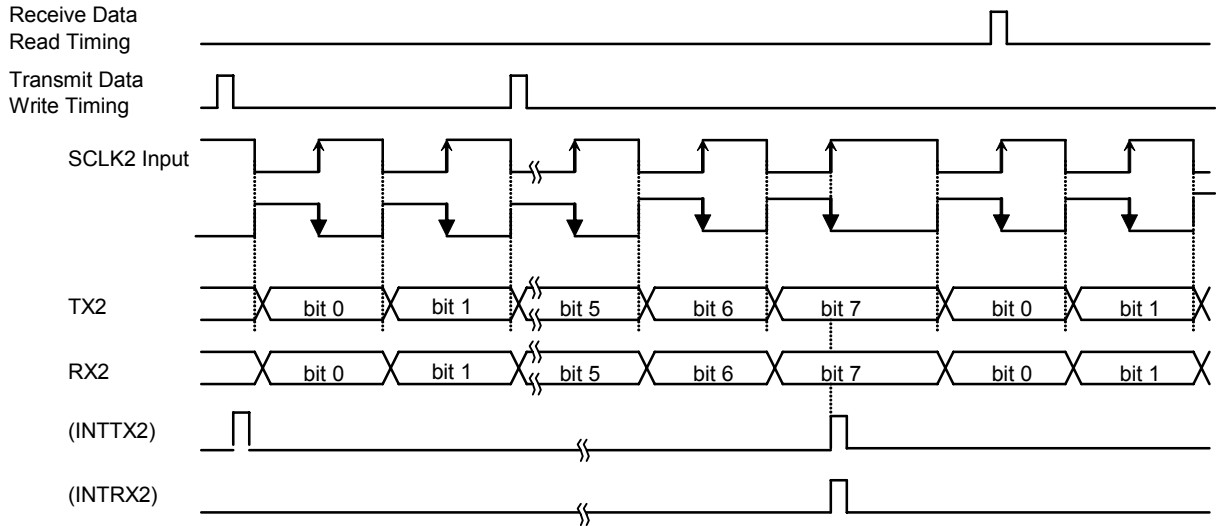 Receive Data
Read Timing
Transmit Data
Write Timing
SCLK2 Input
TX2
bit 0 bit 1 bit 5 bit 6 bit 7 bit 0 bit 1
RX2
bit 0 bit 1 bit 5 bit 6 bit 7 bit 0 bit 1
(INTTX2)
(INTRX2)